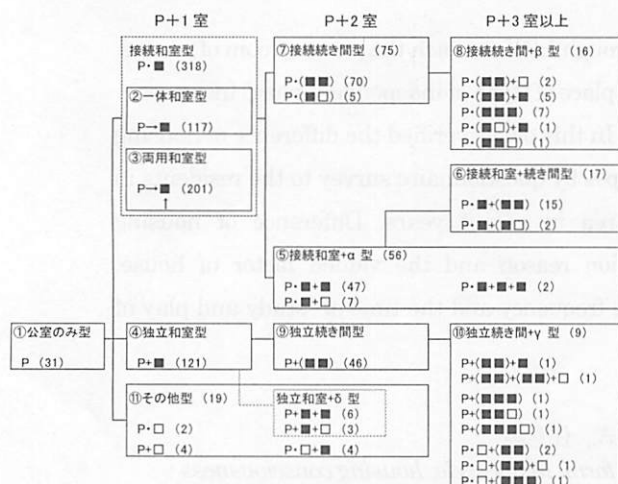 P＋1 室
P＋2 室
P＋3 室以上
接続和室型
P・■ (318)
②一体和室型
P→■ (117)
③両用和室型
P→■ (201)
↑
⑦接続続き間型 (75)
P・(■■) (70)
P・(■□) (5)
⑧接続続き間+β 型 (16)
P・(■■)+□ (2)
P・(■■)+■ (5)
P・(■■■) (7)
P・(■□)+■ (1)
P・(■■□) (1)
⑥接続和室+続き間型 (17)
P・■+(■■) (15)
P・■+(■□) (2)
⑤接続和室+α 型 (56)
P・■+■ (47)
P・■+□ (7)
P・■+■+■ (2)
①公室のみ型
P (31)
④独立和室型
P+■ (121)
⑨独立続き間型
P+(■■) (46)
⑩独立続き間+γ 型 (9)
P+(■■)+■ (1)
P+(■■)+(■■)+□ (1)
P+(■■■) (1)
P+(■■□) (1)
P+(■■■□) (1)
P・□+(■■) (2)
P・□+(■■)+□ (1)
P・□+(■■■■) (1)
⑪その他型 (19)
P・□ (2)
P+□ (4)
独立和室+δ 型
P+■+■ (6)
P+■+□ (3)
P・□+■ (4)